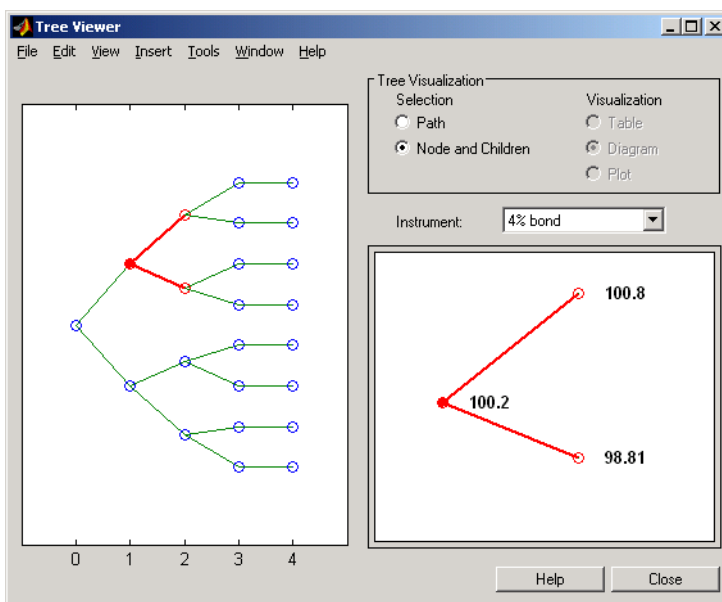 Tree Viewer
File Edit View Insert Tools Window Help
Tree Visualization
Selection
Path
Node and Children
Visualization
Table
Diagram
Plot
Instrument: 4% bond
100.8
100.2
98.81
0 1 2 3 4
Help Close